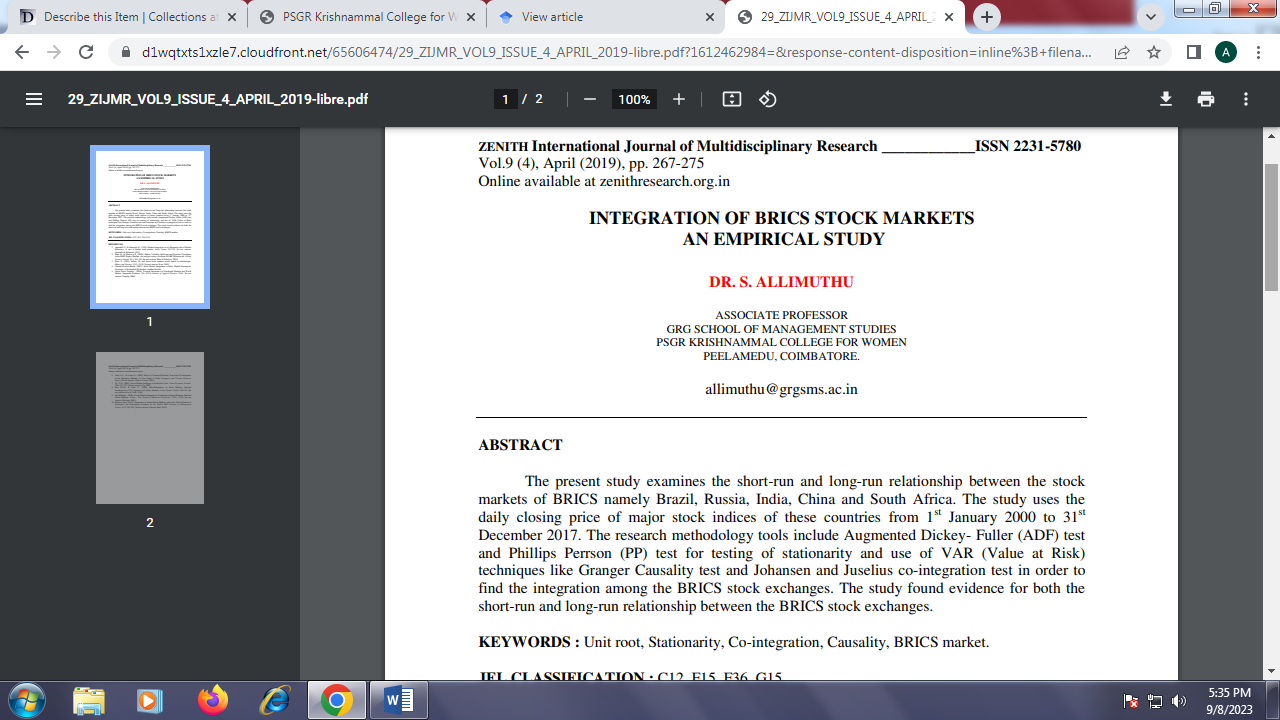 Describe this Item | Collections at
PSGR Krishnammal College for W
View article
29_ZIJMR_VOL9_ISSUE_4_APRIL_2
d1wqtxts1xzle7.cloudfront.net/65606474/29_ZIJMR_VOL9_ISSUE_4_APRIL_2019-libre.pdf?1612462984=&response-content-disposition=inline%3B+filena...
A
29_ZIJMR_VOL9_ISSUE_4_APRIL_2019-libre.pdf
1 / 2
100%
1
2
ZENITH International Journal of Multidisciplinary Research ____________ISSN 2231-5780
Vol.9 (4), April (2019), pp. 267-275
Online available at zenithresearch.org.in
INTEGRATION OF BRICS STOCK MARKETS
AN EMPIRICAL STUDY
DR. S. ALLIMUTHU
ASSOCIATE PROFESSOR
GRG SCHOOL OF MANAGEMENT STUDIES
PSGR KRISHNAMMAL COLLEGE FOR WOMEN
PEELAMEDU, COIMBATORE.
allimuthu@grgsms.ac.in
ABSTRACT
The present study examines the short-run and long-run relationship between the stock
markets of BRICS namely Brazil, Russia, India, China and South Africa. The study uses the
daily closing price of major stock indices of these countries from 1st January 2000 to 31st
December 2017. The research methodology tools include Augmented Dickey- Fuller (ADF) test
and Phillips Perrson (PP) test for testing of stationarity and use of VAR (Value at Risk)
techniques like Granger Causality test and Johansen and Juselius co-integration test in order to
find the integration among the BRICS stock exchanges. The study found evidence for both the
short-run and long-run relationship between the BRICS stock exchanges.
KEYWORDS : Unit root, Stationarity, Co-integration, Causality, BRICS market.
JEL CLASSIFICATION : C12, F15, F36, G15
5:35 PM
9/8/2023